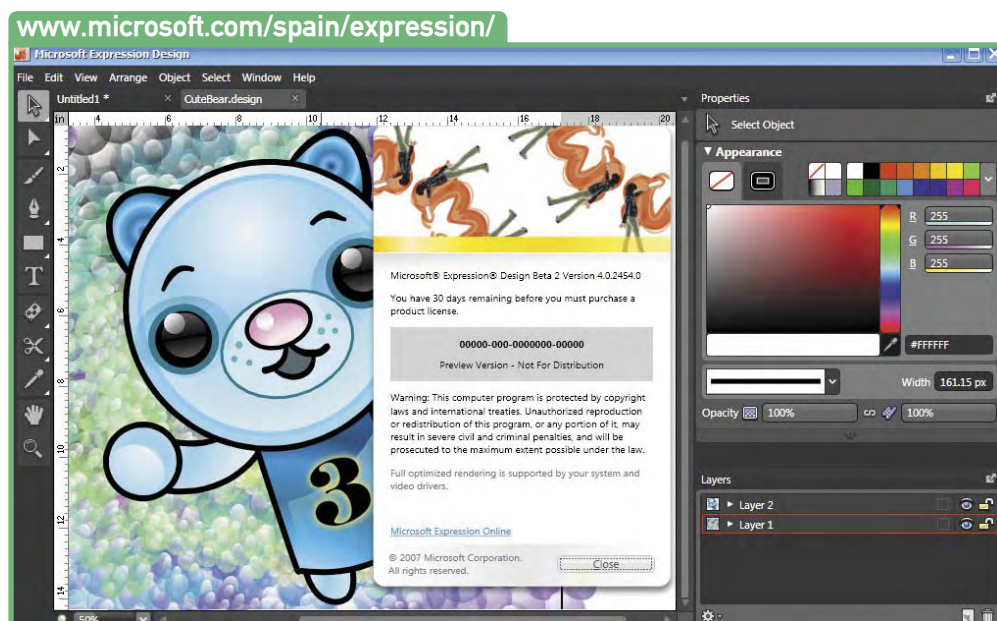 www.microsoft.com/spain/expression/
Microsoft Expression Design
File Edit View Arrange Object Select Window Help
Untitled1 * × CuteBear.design ×
in 4 6 8 10 12 14 16 18 20
2
4
6
8
10
12
14
3
Microsoft® Expression® Design Beta 2 Version 4.0.2454.0
You have 30 days remaining before you must purchase a
product license.
00000-000-0000000-00000
Preview Version - Not For Distribution
Warning: This computer program is protected by copyright
laws and international treaties. Unauthorized reproduction
or redistribution of this program, or any portion of it, may
result in severe civil and criminal penalties, and will be
prosecuted to the maximum extent possible under the law.
Full optimized rendering is supported by your system and
video drivers.
Microsoft Expression Online
© 2007 Microsoft Corporation.
All rights reserved.
Close
50%
Properties
Select Object
Appearance
R 255
G 255
B 255
#FFFFFF
Width 161.15 px
Opacity 100% 100%
Layers
Layer 2
Layer 1